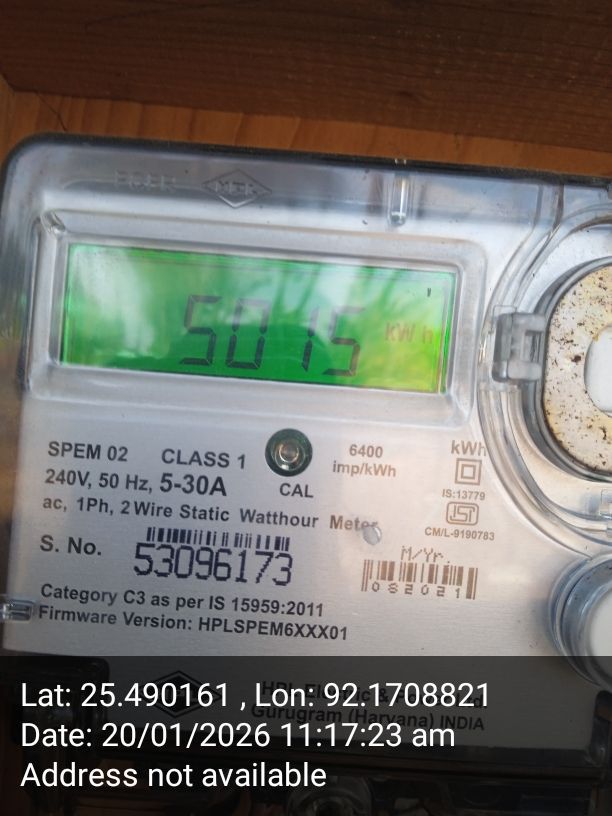 5015 kWh
SPEM 02 CLASS 1 6400 imp/kWh kWh
240V, 50 Hz, 5-30A CAL IS:13779
ac, 1Ph, 2 Wire Static Watthour Meter CM/L-9190783
S. No. 53096173 M/Yr.
082021
Category C3 as per IS 15959:2011
Firmware Version: HPLSPEM6XXX01
Gurugram (Haryana) INDIA
Lat: 25.490161 , Lon: 92.1708821
Date: 20/01/2026 11:17:23 am
Address not available